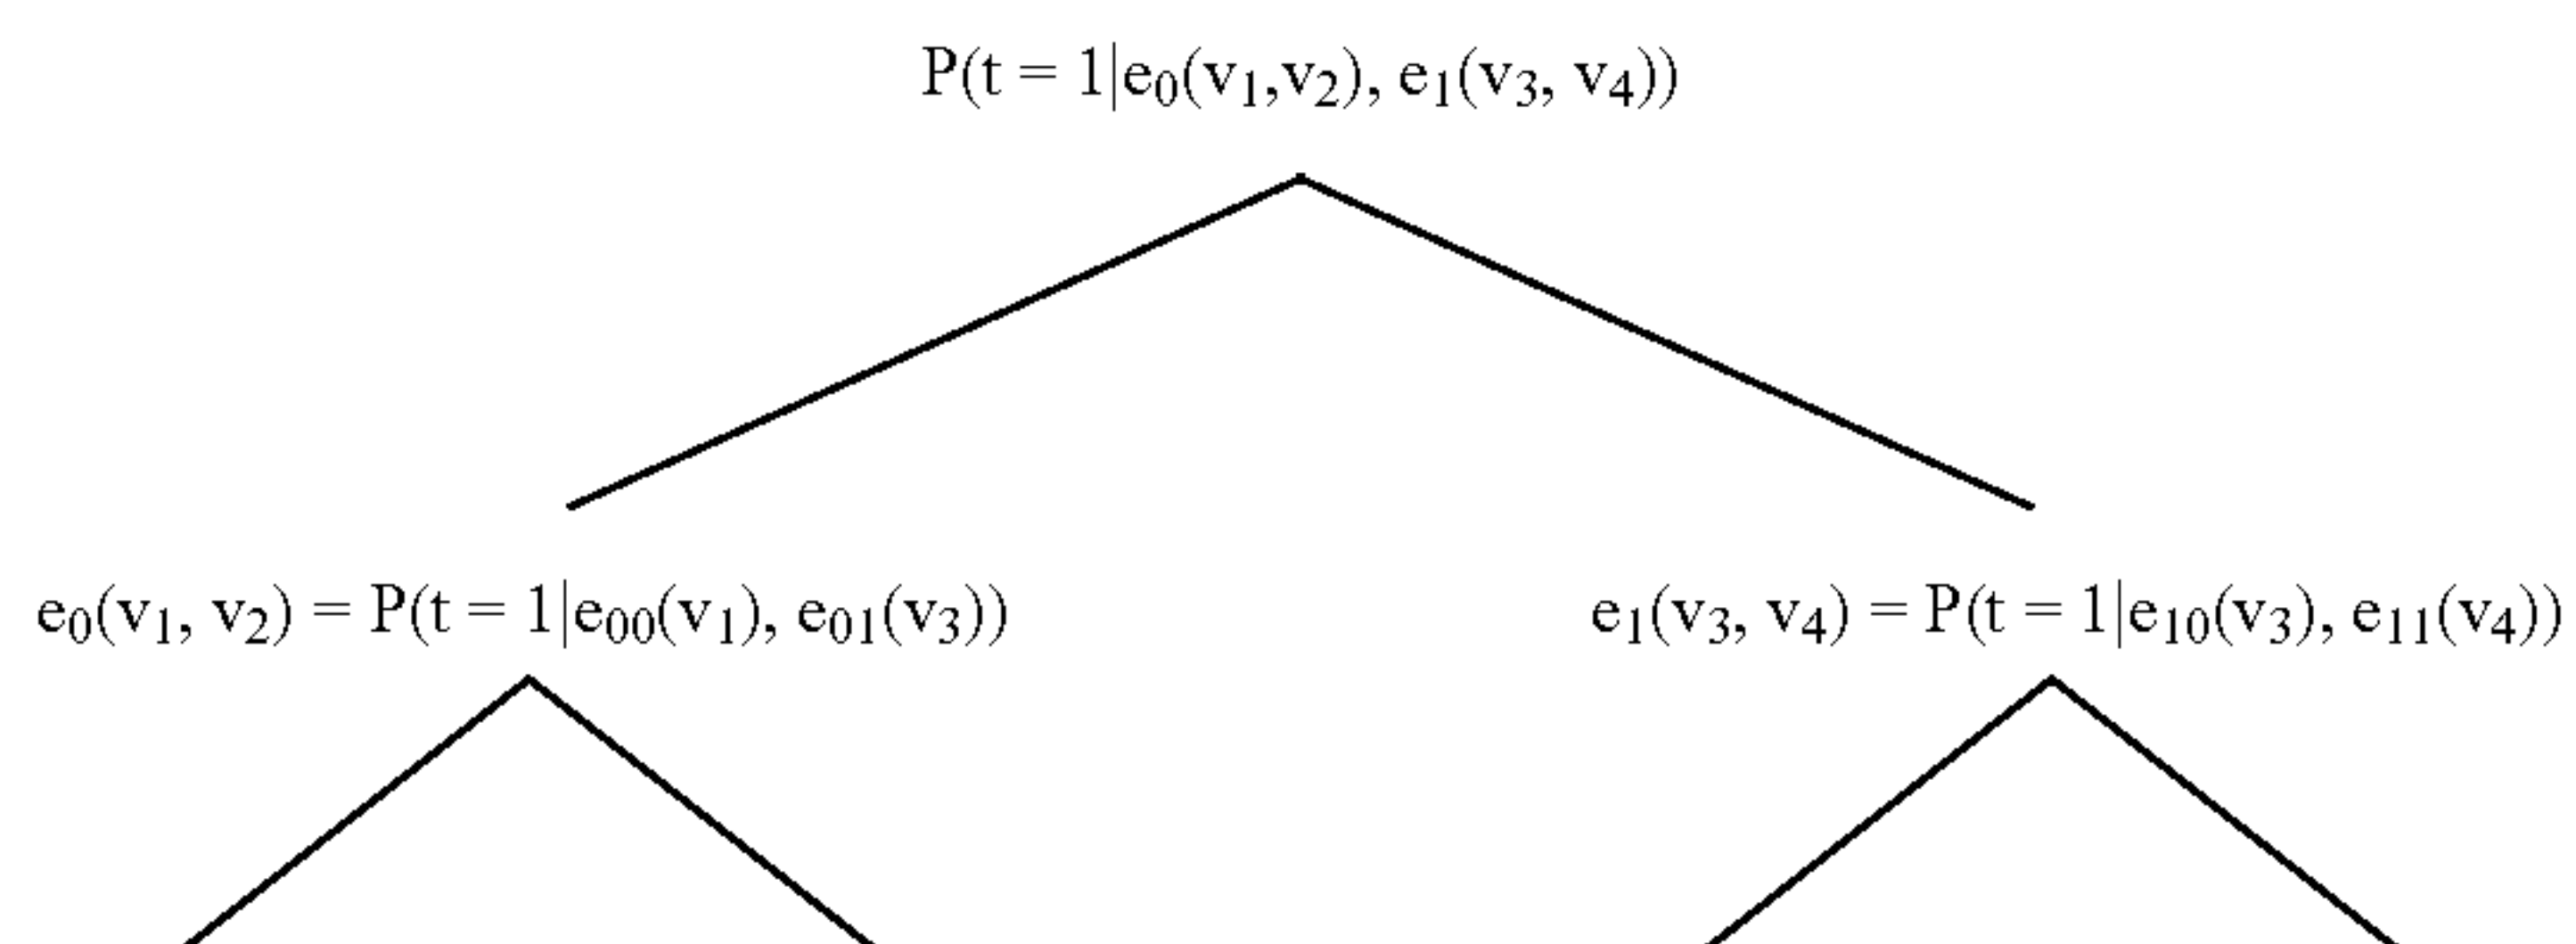 P(t = 1|e₀(v₁,v₂), e₁(v₃, v₄))
e₀(v₁, v₂) = P(t = 1|e₀₀(v₁), e₀₁(v₃))
e₁(v₃, v₄) = P(t = 1|e₁₀(v₃), e₁₁(v₄))